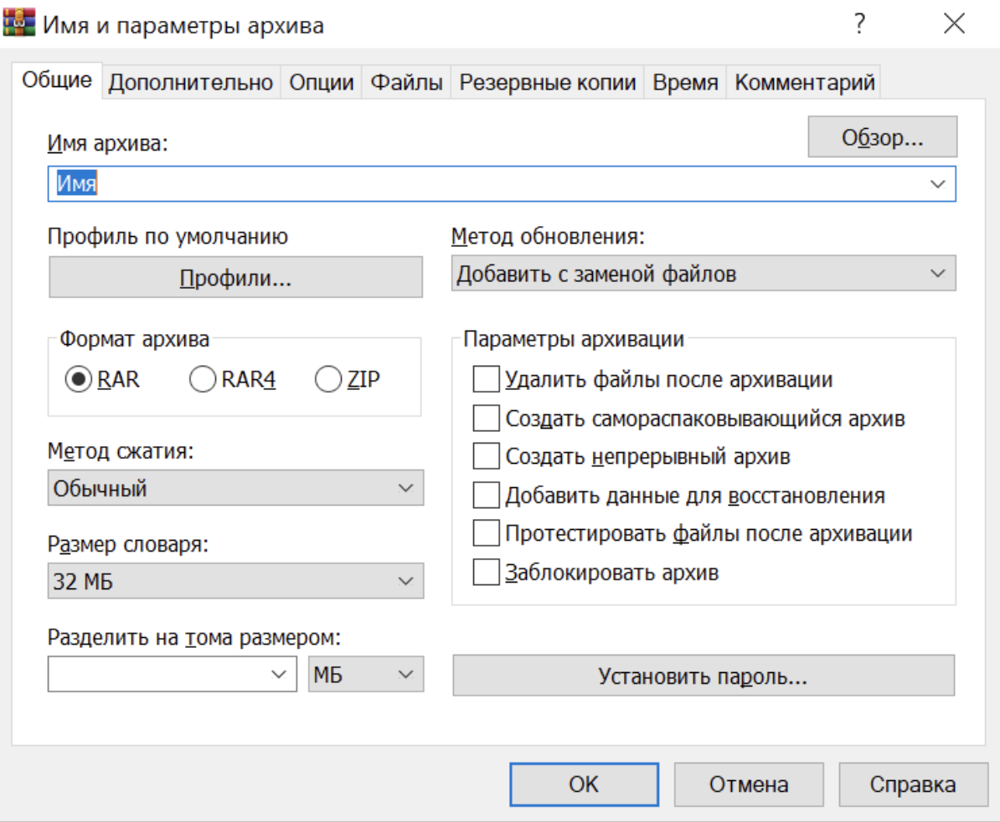 Имя и параметры архива
Общие Дополнительно Опции Файлы Резервные копии Время Комментарий
Имя архива:
Обзор...
Имя
Профиль по умолчанию
Профили...
Метод обновления:
Добавить с заменой файлов
Формат архива
RAR RAR4 ZIP
Метод сжатия:
Обычный
Размер словаря:
32 МБ
Разделить на тома размером:
МБ
Параметры архивации
Удалить файлы после архивации
Создать самораспаковывающийся архив
Создать непрерывный архив
Добавить данные для восстановления
Протестировать файлы после архивации
Заблокировать архив
Установить пароль...
ОК Отмена Справка